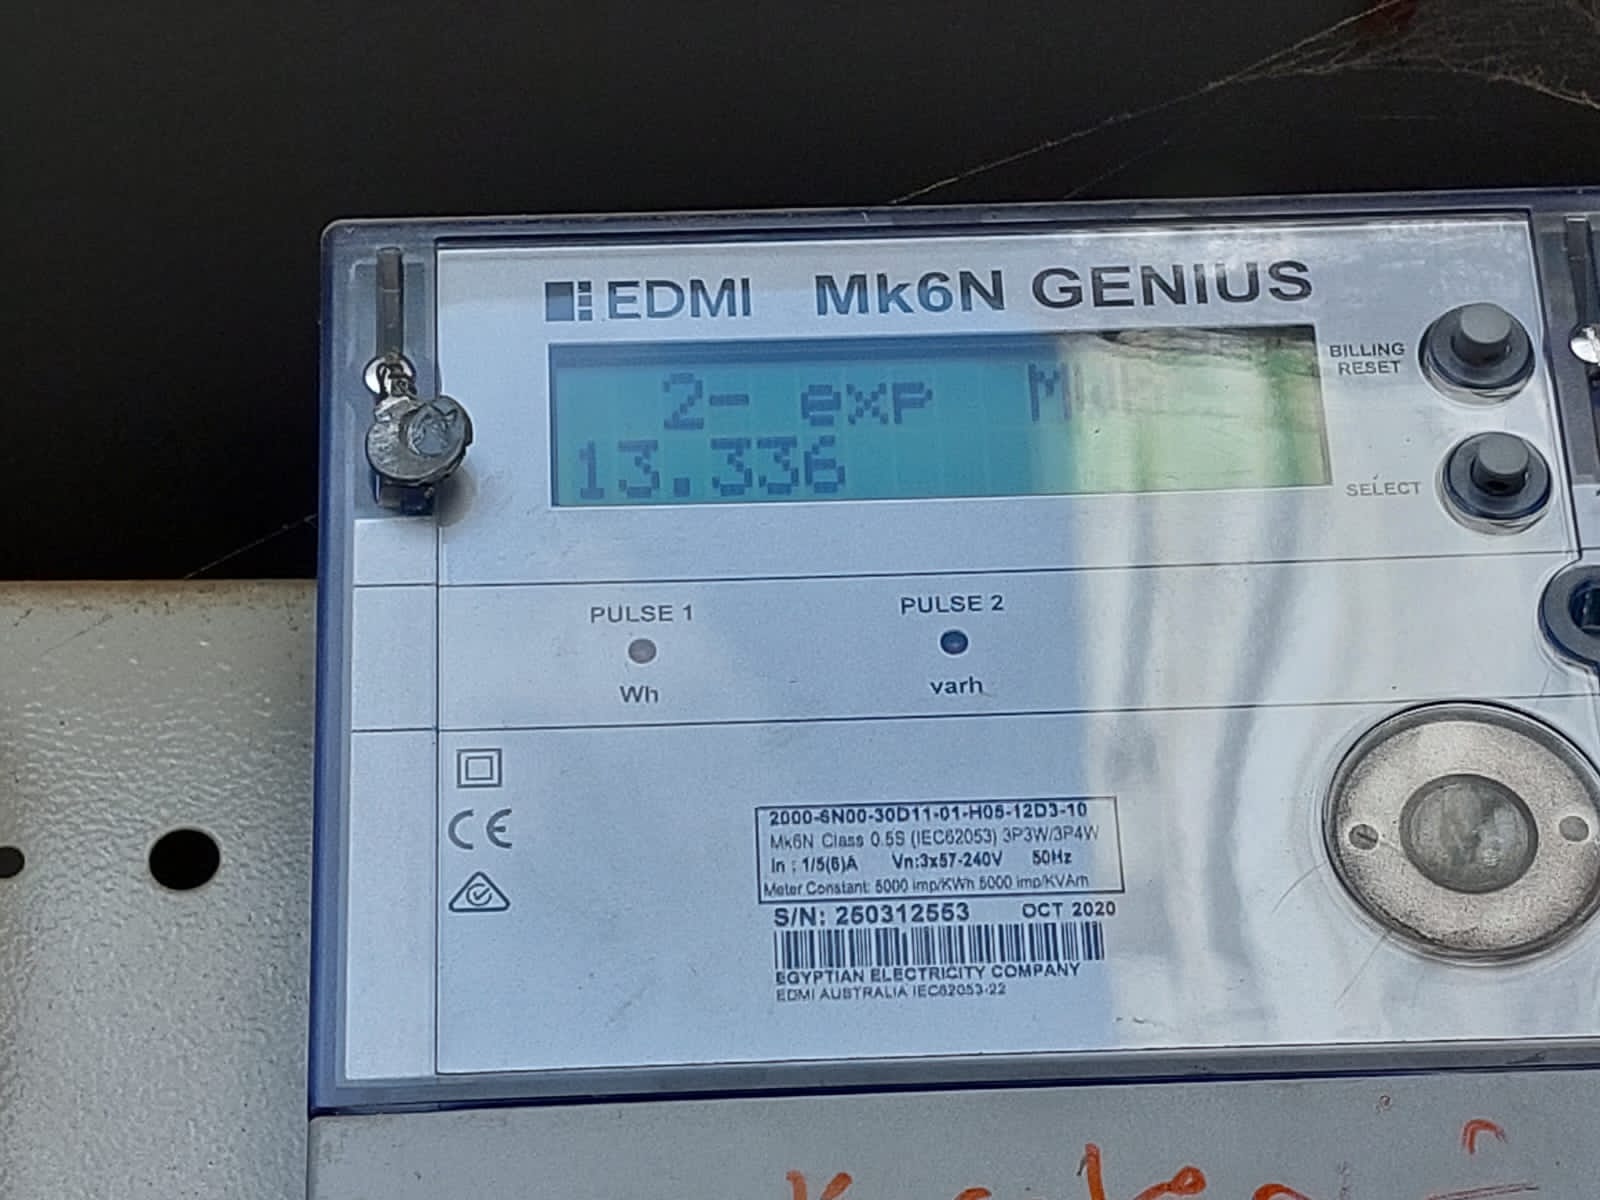 EDMI Mk6N GENIUS
2- exp
13.336
BILLING
RESET
SELECT
PULSE 1
Wh
PULSE 2
varh
CE
2000-6N00-30D11-01-H05-12D3-10
Mk6N Class 0.5S (IEC62053) 3P3W/3P4W
In : 1/5(6)A Vn:3x57-240V 50Hz
Meter Constant: 5000 imp/KWh 5000 imp/KVArh
S/N: 250312553 OCT 2020
EGYPTIAN ELECTRICITY COMPANY
EDMI AUSTRALIA IEC62053-22